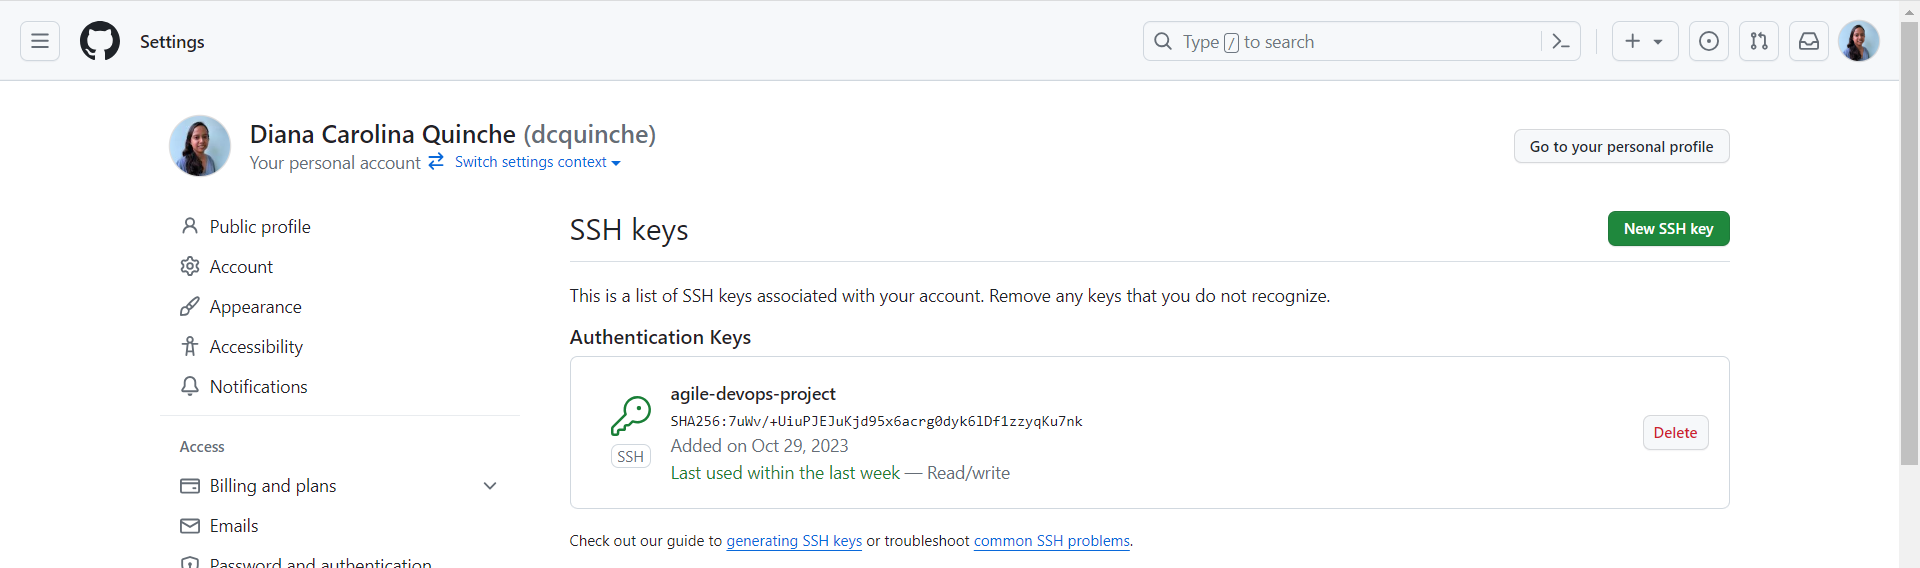 Settings
Type / to search
Diana Carolina Quinche (dcquinche)
Your personal account Switch settings context
Go to your personal profile
Public profile
Account
Appearance
Accessibility
Notifications
Access
Billing and plans
Emails
Password and authentication
SSH keys
New SSH key
This is a list of SSH keys associated with your account. Remove any keys that you do not recognize.
Authentication Keys
agile-devops-project
SHA256:7uWv/+UiuPJEJuKjd95x6acrg0dyk6lDf1zzyqKu7nk
Added on Oct 29, 2023
Last used within the last week — Read/write
SSH
Delete
Check out our guide to generating SSH keys or troubleshoot common SSH problems.